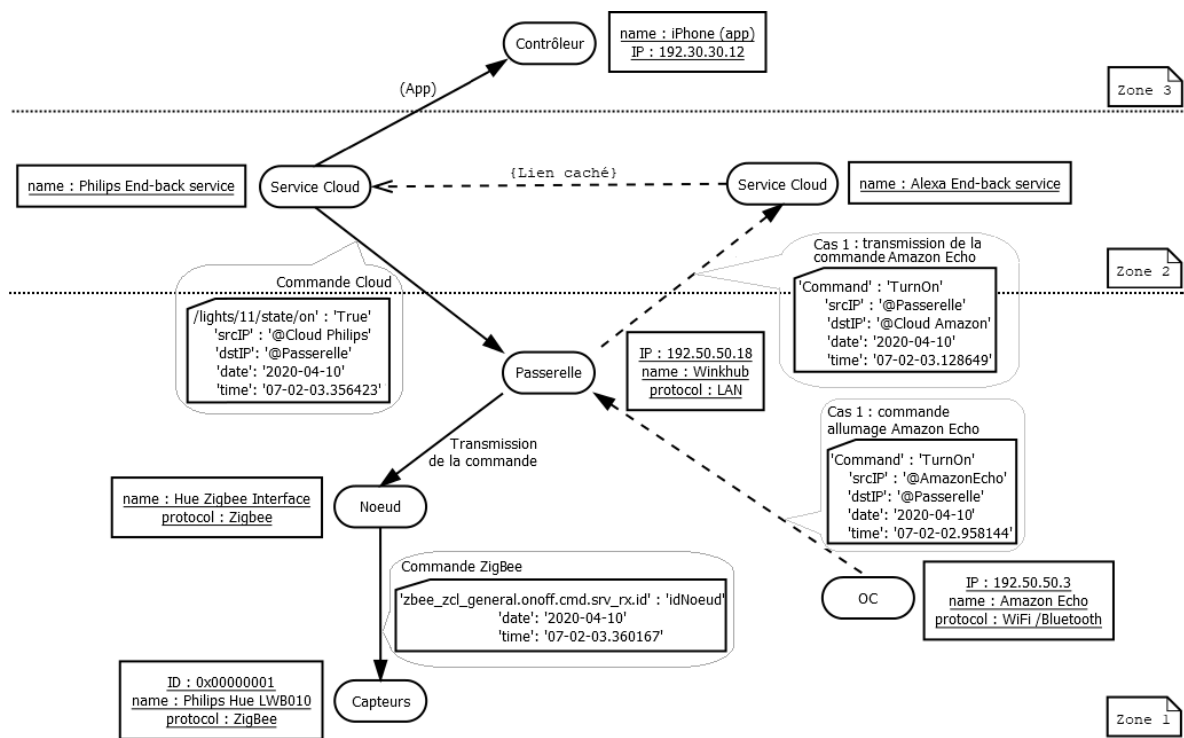 Contrôleur
name : iPhone (app)
IP : 192.30.30.12
(App)
Zone 3
name : Philips End-back service
Service Cloud
{Lien caché}
Service Cloud
name : Alexa End-back service
Commande Cloud
/lights/11/state/on' : 'True'
'srcIP' : '@Cloud Philips'
'dstIP': '@Passerelle'
'date': '2020-04-10'
'time': '07-02-03.356423'
Cas 1 : transmission de la
commande Amazon Echo
'Command' : 'TurnOn'
'srcIP' : '@Passerelle'
'dstIP': '@Cloud Amazon'
'date': '2020-04-10'
'time': '07-02-03.128649'
Zone 2
Passerelle
IP : 192.50.50.18
name : Winkhub
protocol : LAN
Cas 1 : commande
allumage Amazon Echo
'Command' : 'TurnOn'
'srcIP' : '@AmazonEcho'
'dstIP': '@Passerelle'
'date': '2020-04-10'
'time': '07-02-02.958144'
Transmission
de la commande
name : Hue Zigbee Interface
protocol : Zigbee
Noeud
Commande ZigBee
'zbee_zcl_general.onoff.cmd.srv_rx.id' : 'idNoeud'
'date': '2020-04-10'
'time': '07-02-03.360167'
OC
IP : 192.50.50.3
name : Amazon Echo
protocol : WiFi /Bluetooth
ID : 0x00000001
name : Philips Hue LWB010
protocol : ZigBee
Capteurs
Zone 1